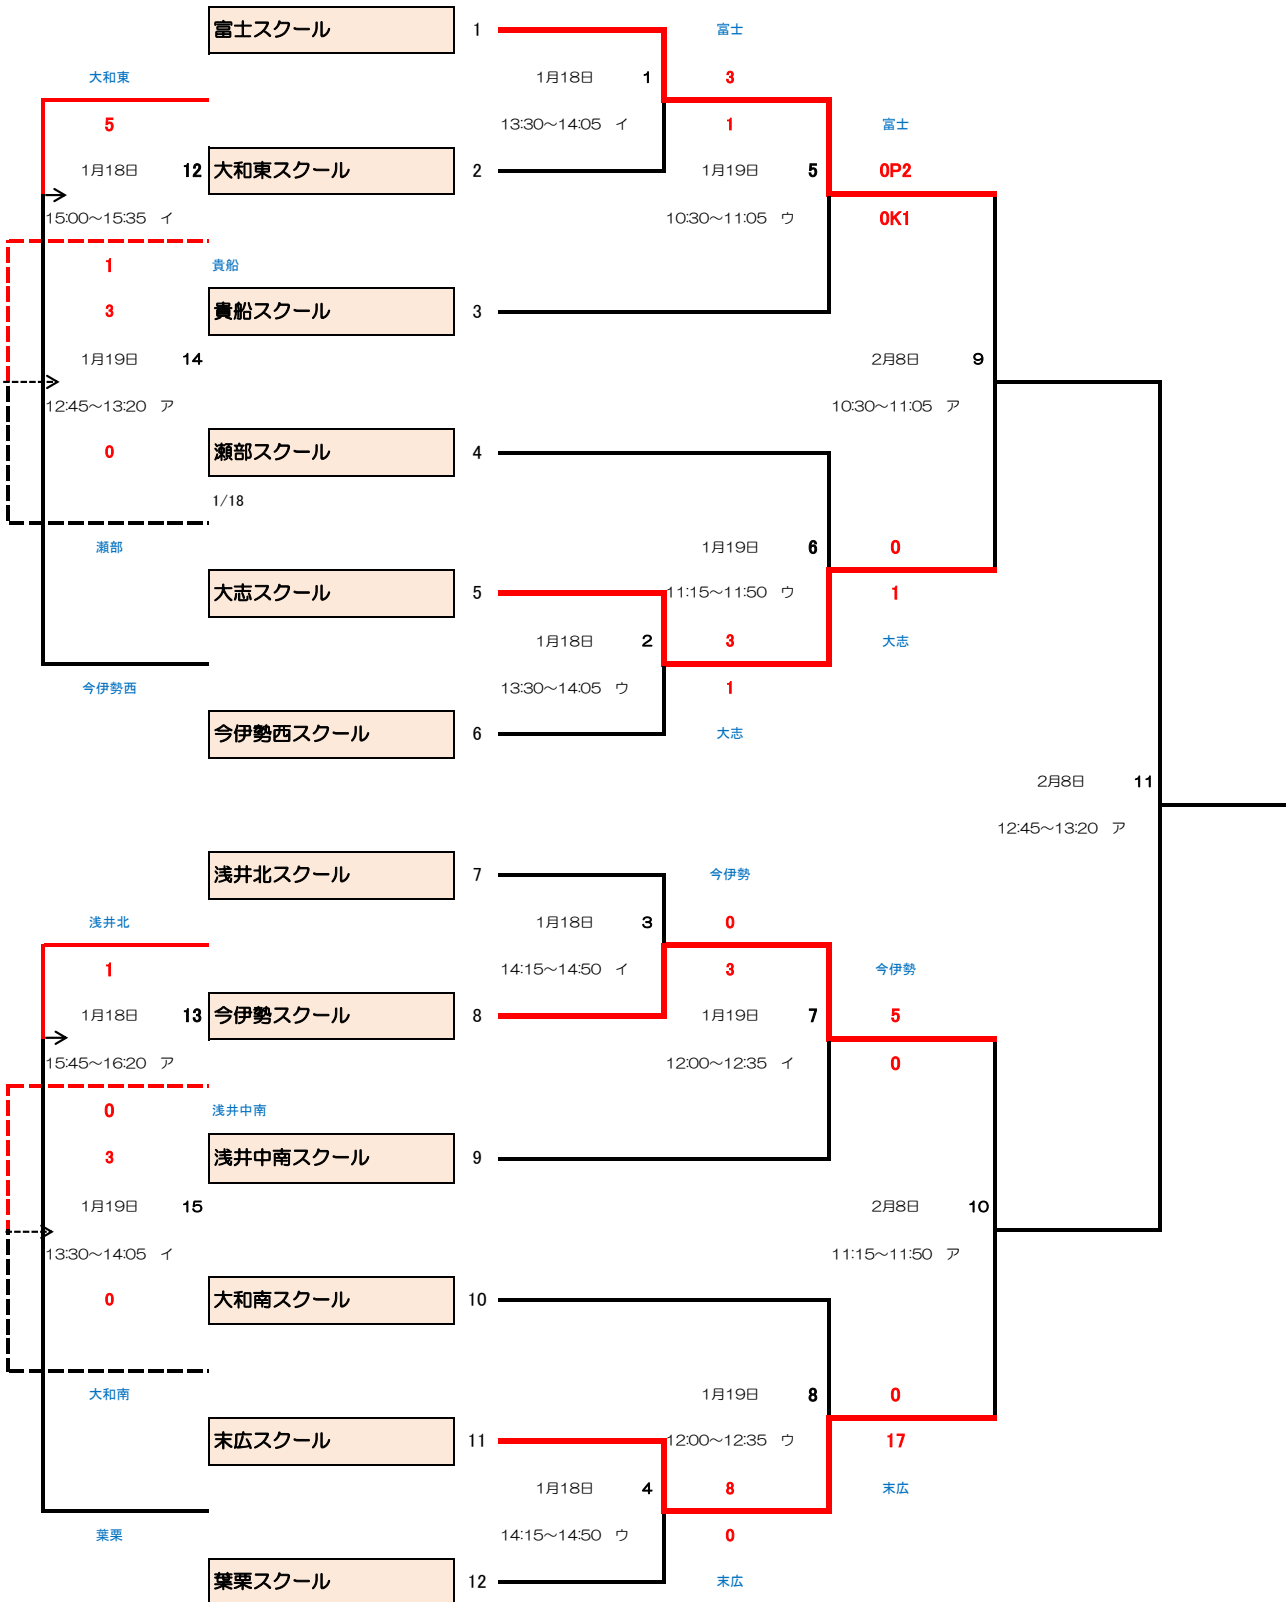 富士スクール 1 富士
大和東 1月18日 1 3
5 13:30～14:05 イ 1 富士
1月18日 12 大和東スクール 2 1月19日 5 0P2
15:00～15:35 イ 10:30～11:05 ウ 0K1
1 貴船
3 貴船スクール 3
1月19日 14 2月8日 9
12:45～13:20 ア 10:30～11:05 ア
0 瀬部スクール 4
1/18
瀬部 1月19日 6 0
大志スクール 5 11:15～11:50 ウ 1
1月18日 2 3 大志
今伊勢西 13:30～14:05 ウ 1
今伊勢西スクール 6 大志
2月8日 11
12:45～13:20 ア
浅井北スクール 7 今伊勢
浅井北 1月18日 3 0
1 14:15～14:50 イ 3 今伊勢
1月18日 13 今伊勢スクール 8 1月19日 7 5
15:45～16:20 ア 12:00～12:35 イ 0
0 浅井中南
3 浅井中南スクール 9
1月19日 15 2月8日 10
13:30～14:05 イ 11:15～11:50 ア
0 大和南スクール 10
大和南 1月19日 8 0
末広スクール 11 12:00～12:35 ウ 17
1月18日 4 8 末広
葉栗 14:15～14:50 ウ 0
葉栗スクール 12 末広